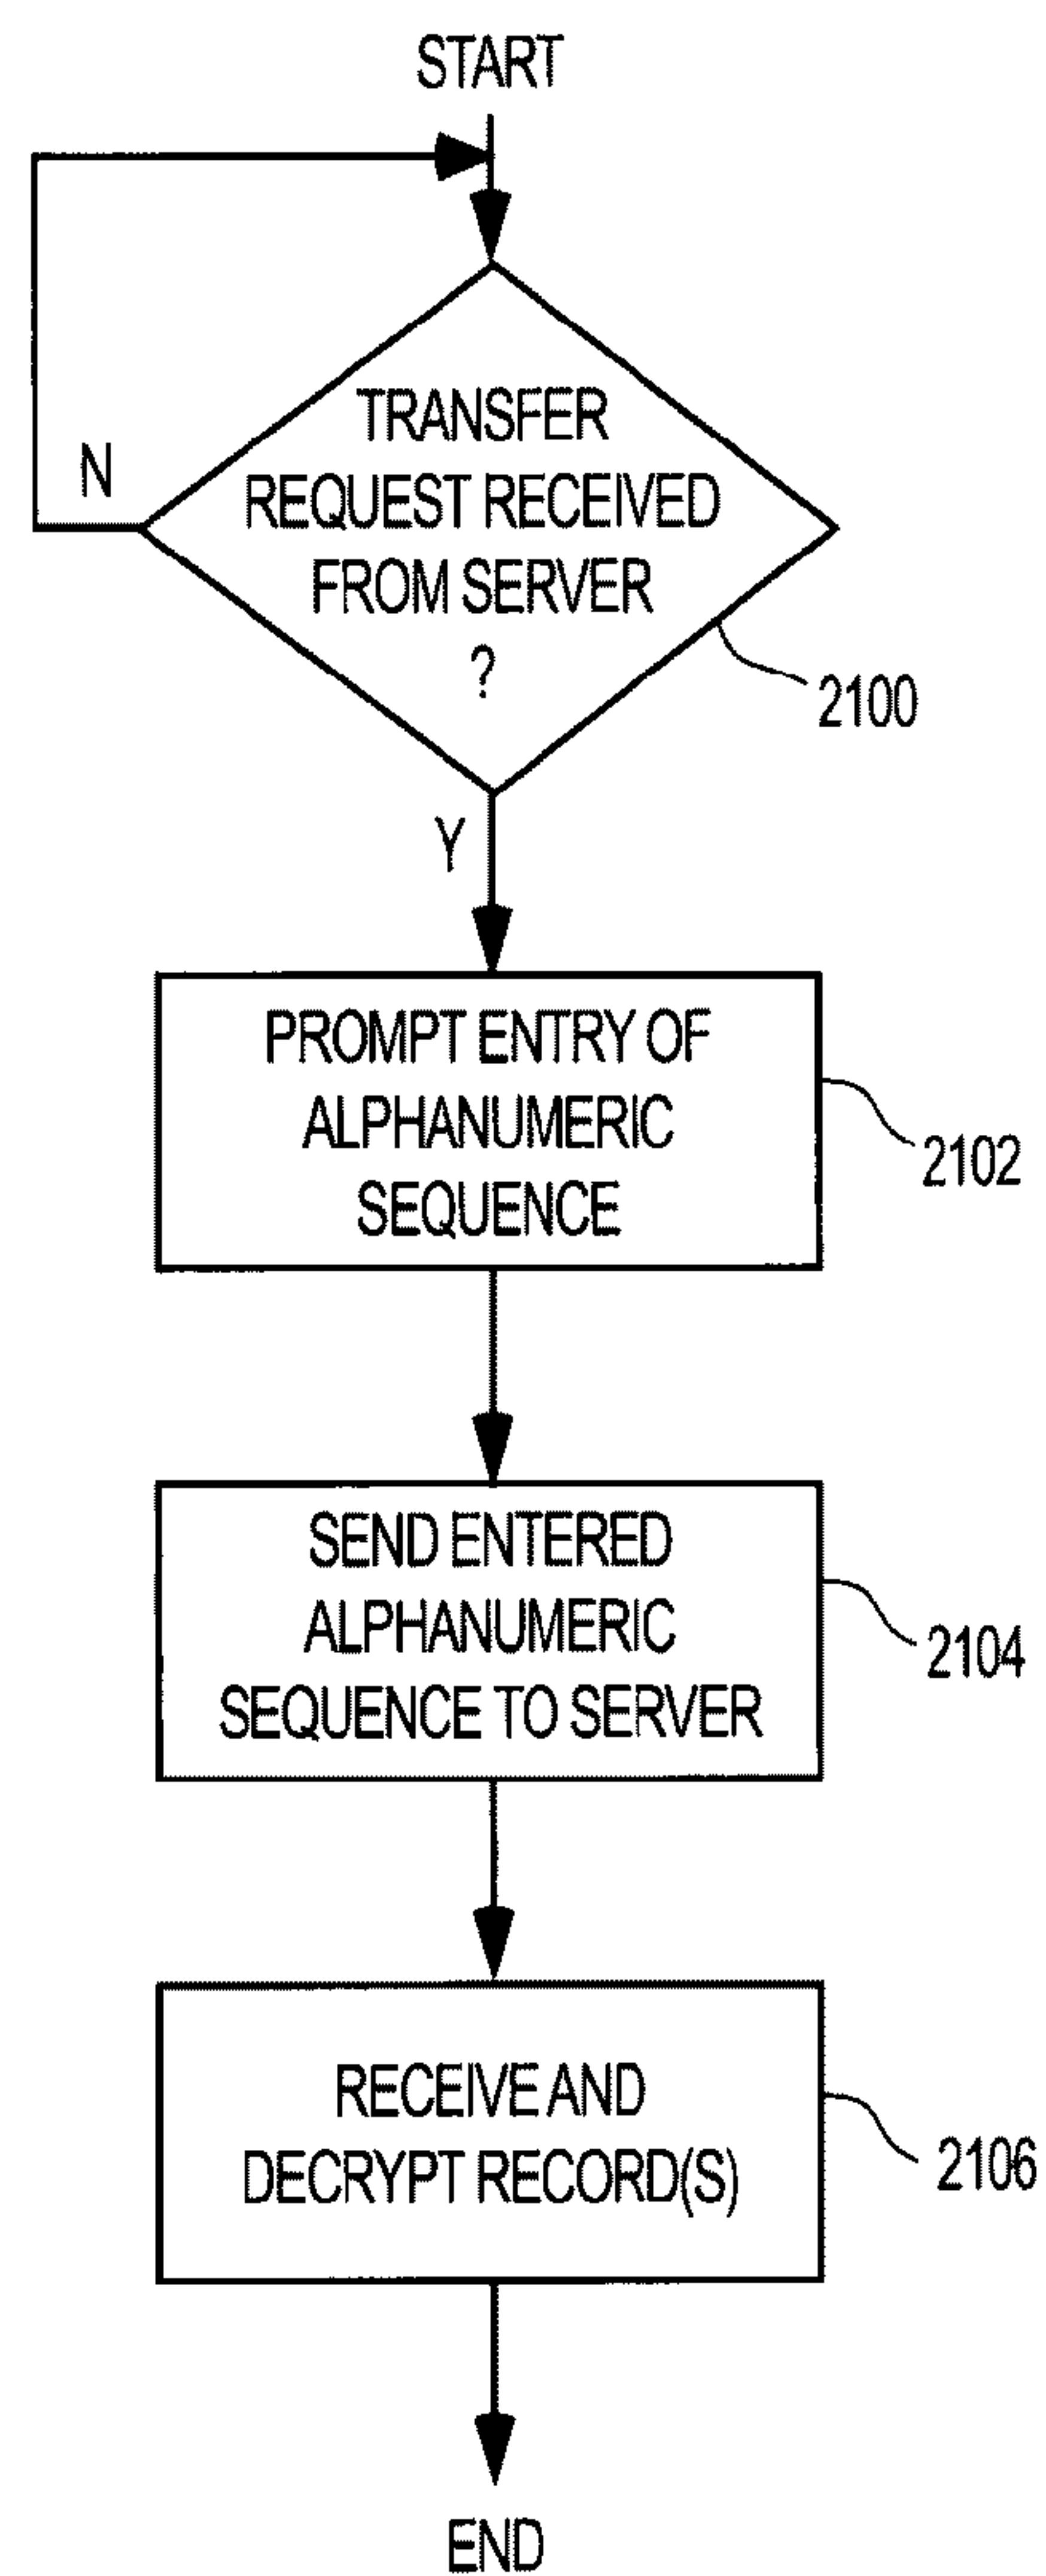 START
N
TRANSFER
REQUEST RECEIVED
FROM SERVER
?
2100
Y
PROMPT ENTRY OF
ALPHANUMERIC
SEQUENCE
2102
SEND ENTERED
ALPHANUMERIC
SEQUENCE TO SERVER
2104
RECEIVE AND
DECRYPT RECORD(S)
2106
END